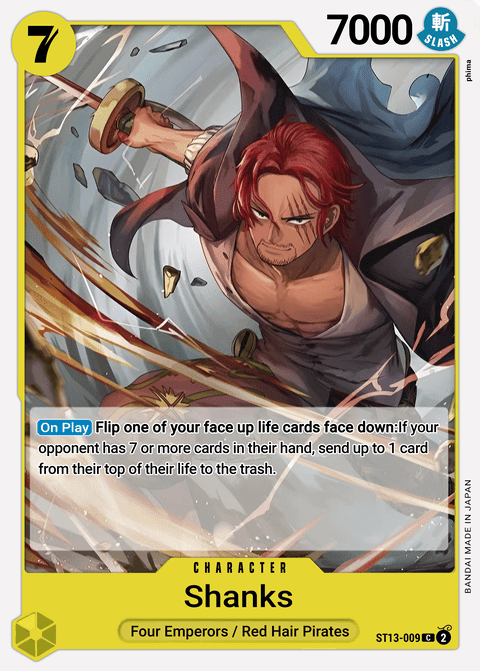 7
7000
斬
SLASH
phima
On Play Flip one of your face up life cards face down:If your
opponent has 7 or more cards in their hand, send up to 1 card
from their top of their life to the trash.
BANDAI MADE IN JAPAN
CHARACTER
Shanks
Four Emperors / Red Hair Pirates
ST13-009 C 2